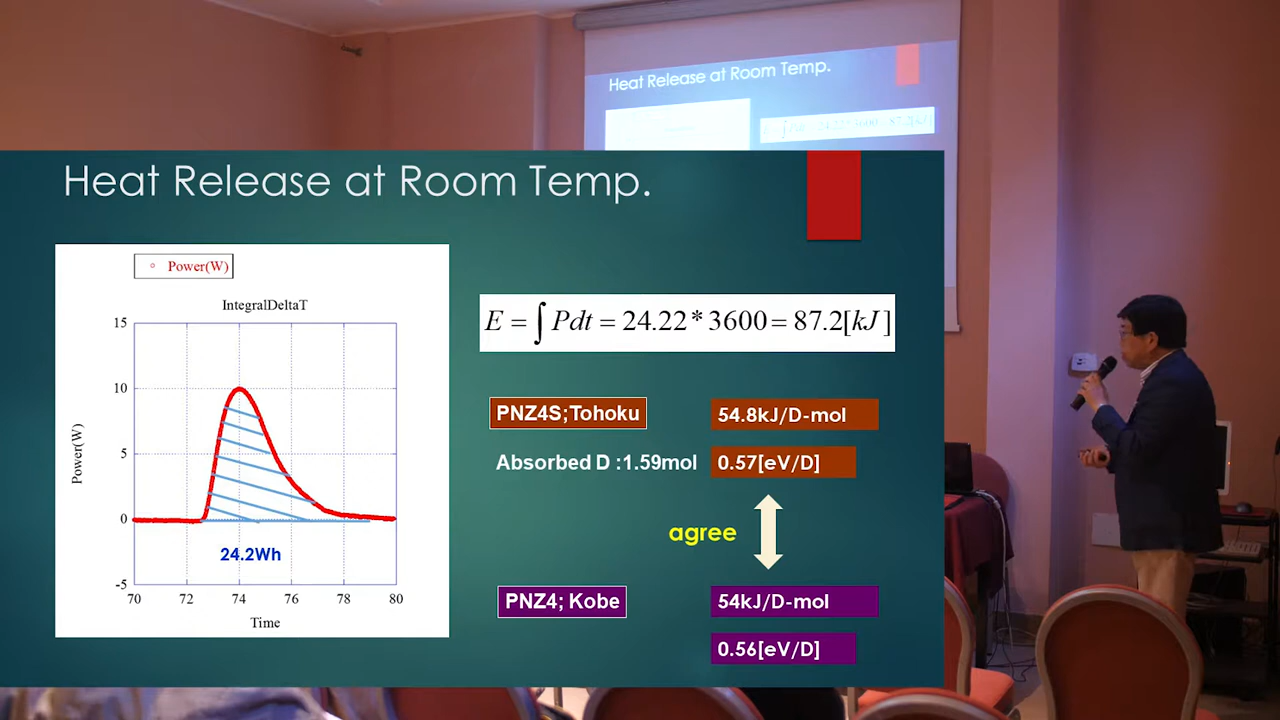 Heat Release at Room Temp.
Heat Release at Room Temp.
Power(W)
IntegralDeltaT
15
10
5
0
-5
Power(W)
24.2Wh
70 72 74 76 78 80
Time
E = ∫ Pdt = 24.22 * 3600 = 87.2[kJ]
PNZ4S;Tohoku 54.8kJ/D-mol
Absorbed D :1.59mol 0.57[eV/D]
agree
PNZ4; Kobe 54kJ/D-mol
0.56[eV/D]